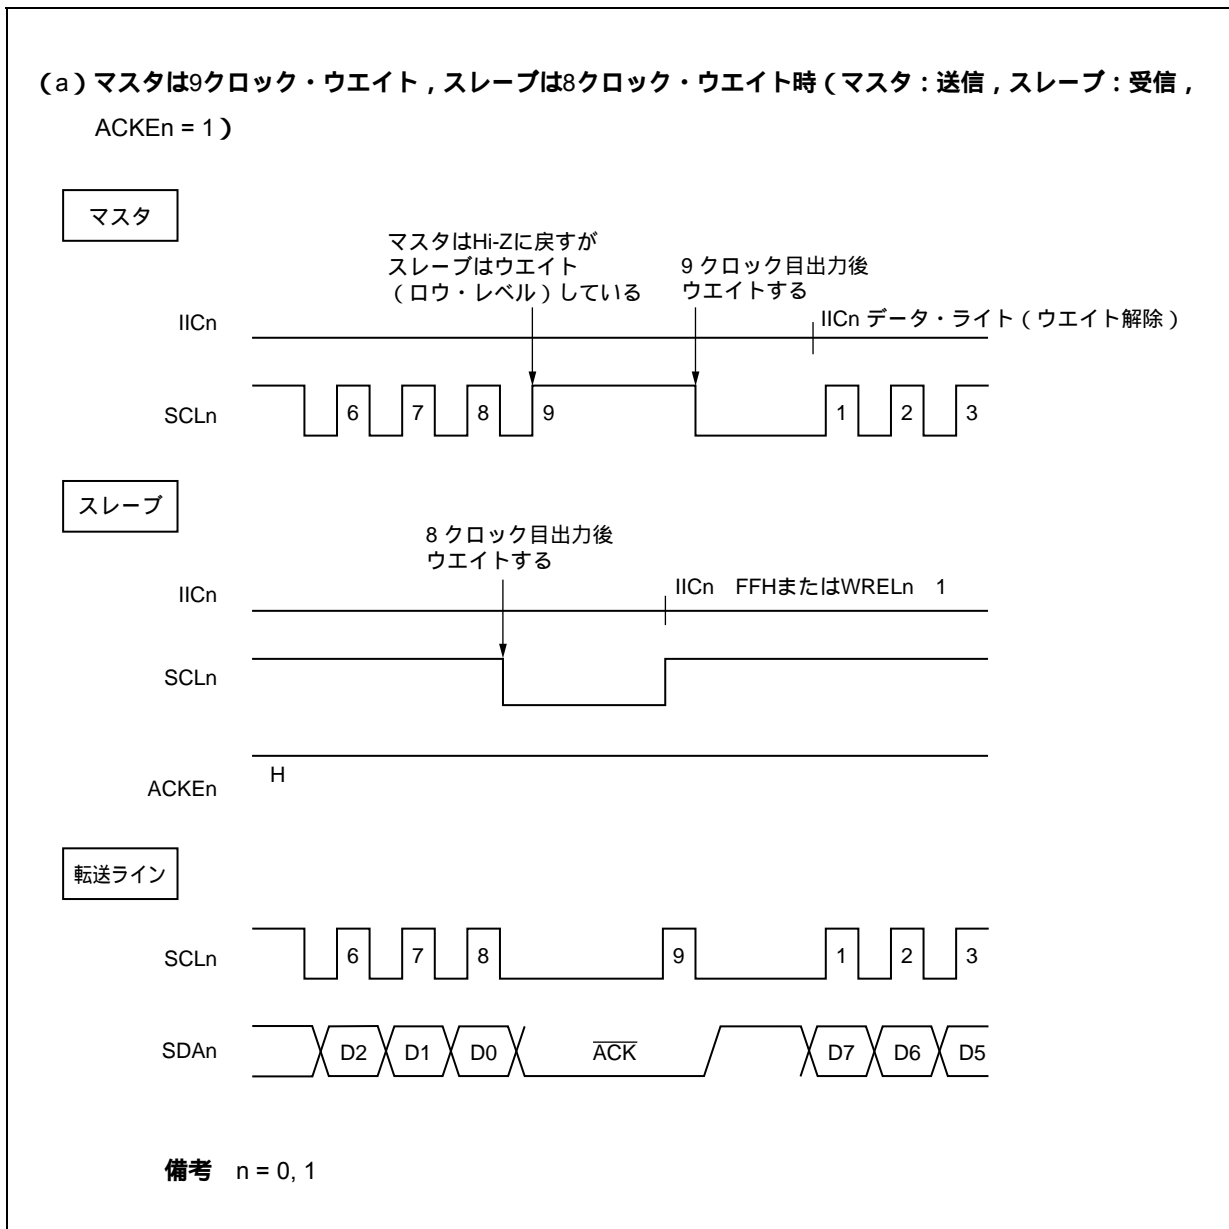 (a)マスタは9クロック・ウエイト,スレーブは8クロック・ウエイト時(マスタ:送信,スレーブ:受信,
ACKEn = 1)
マスタ
マスタはHi-Zに戻すが
スレーブはウエイト
(ロウ・レベル)している
9 クロック目出力後
ウエイトする
IICn
IICn データ・ライト(ウエイト解除)
SCLn
6 7 8 9 1 2 3
スレーブ
8 クロック目出力後
ウエイトする
IICn
IICn FFHまたはWRELn 1
SCLn
H
ACKEn
転送ライン
SCLn
6 7 8 9 1 2 3
SDAn
D2 D1 D0 ACK D7 D6 D5
備考 n = 0, 1